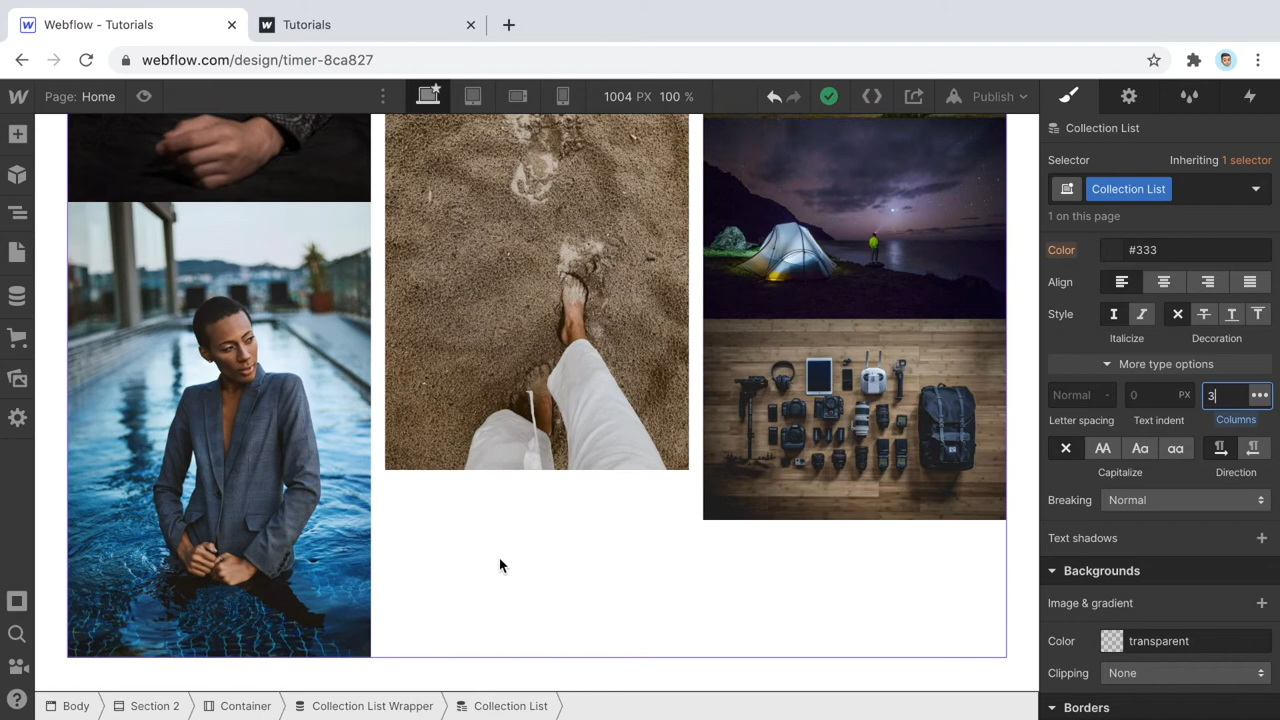 Webflow - Tutorials
Tutorials
webflow.com/design/timer-8ca827
Page: Home
1004 PX 100 %
Publish
Collection List
Selector
Inheriting 1 selector
Collection List
1 on this page
Color
#333
Align
Style
Italicize
Decoration
More type options
Normal
-
0
PX
3
Letter spacing
Text indent
Columns
AA
Aa
aa
Capitalize
Direction
Breaking
Normal
Text shadows
Backgrounds
Image & gradient
Color
transparent
Clipping
None
Borders
Body
Section 2
Container
Collection List Wrapper
Collection List